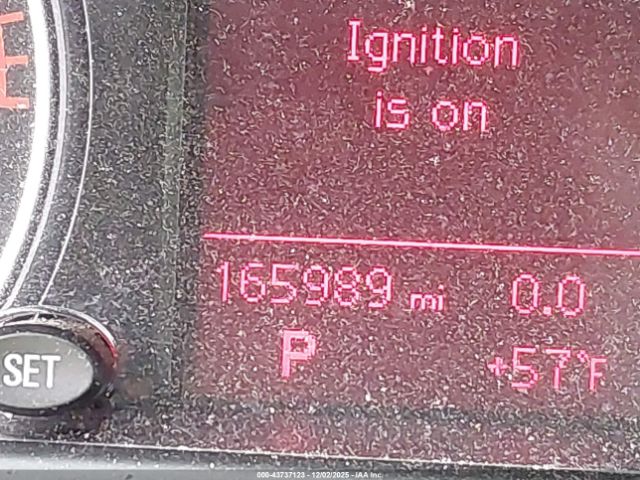 Ignition
is on
165989 mi 0.0
P +57°F
SET
000-43737123 - 12/02/2025 - IAA Inc.